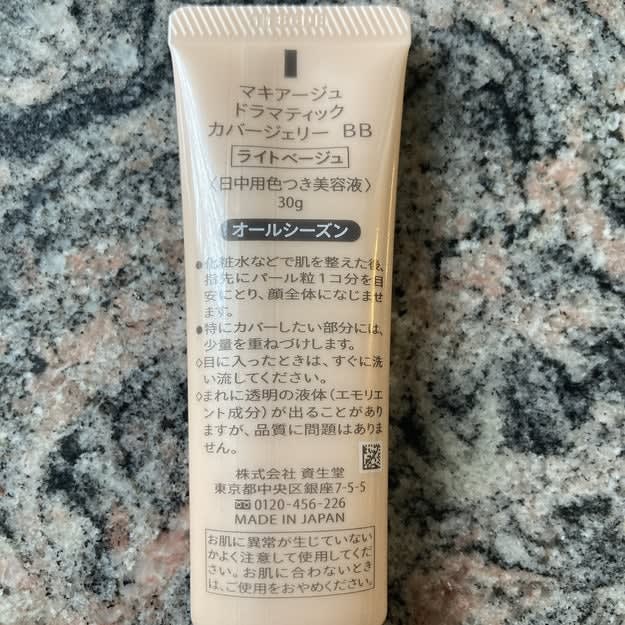 マキアージュ
ドラマティック
カバージェリー BB
ライトベージュ
〈日中用色つき美容液〉
30g
オールシーズン
●化粧水などで肌を整えた後、
指先にパール粒1コ分を目
安にとり、顔全体になじませ
ます。
●特にカバーしたい部分には、
少量を重ねづけします。
◇目に入ったときは、すぐに洗
い流してください。
◇まれに透明の液体（エモリエ
ント成分）が出ることがあり
ますが、品質に問題はありま
せん。
株式会社 資生堂
東京都中央区銀座7-5-5
0120-456-226
MADE IN JAPAN
お肌に異常が生じていない
かよく注意して使用してくだ
さい。お肌に合わないとき
は、ご使用をおやめください。